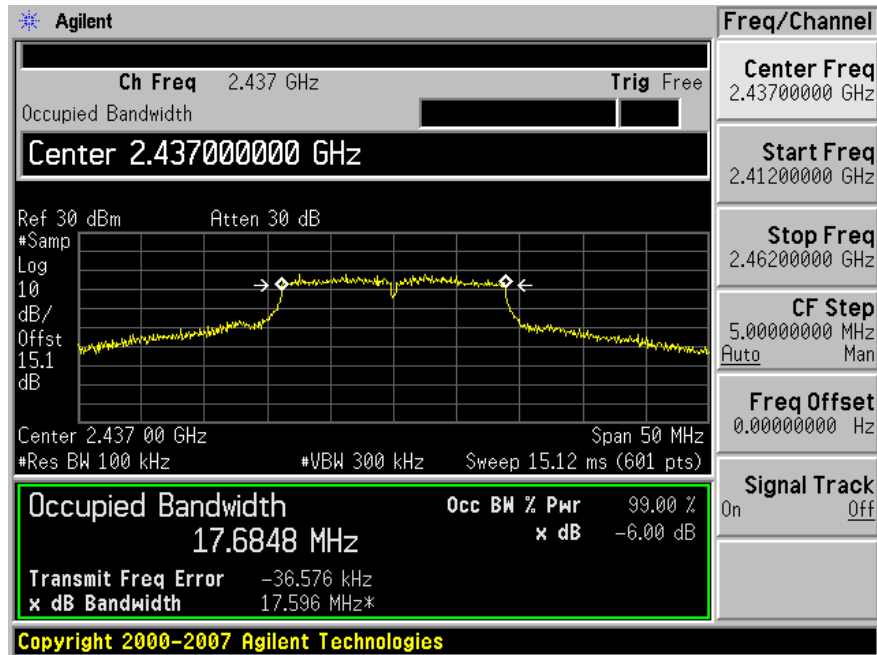 Agilent
Freq/Channel
Ch Freq 2.437 GHz Trig Free
Occupied Bandwidth
Center 2.437000000 GHz
Ref 30 dBm Atten 30 dB
#Samp
Log
10
dB/
Offst
15.1
dB
Center 2.437 00 GHz Span 50 MHz
#Res BW 100 kHz #VBW 300 kHz Sweep 15.12 ms (601 pts)
Occupied Bandwidth Occ BW % Pwr 99.00 %
17.6848 MHz x dB -6.00 dB
Transmit Freq Error -36.576 kHz
x dB Bandwidth 17.596 MHz*
Copyright 2000-2007 Agilent Technologies
Center Freq
2.43700000 GHz
Start Freq
2.41200000 GHz
Stop Freq
2.46200000 GHz
CF Step
5.00000000 MHz
Auto Man
Freq Offset
0.00000000 Hz
Signal Track
On Off